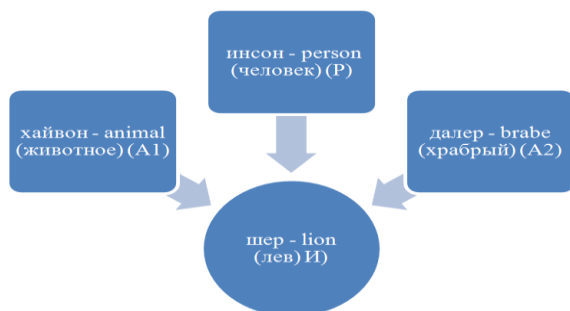 инсон - person
(человек) (Р)
хайвон - animal
(животное) (А1)
далер - brabe
(храбрый) (А2)
шер - lion
(лев) И)